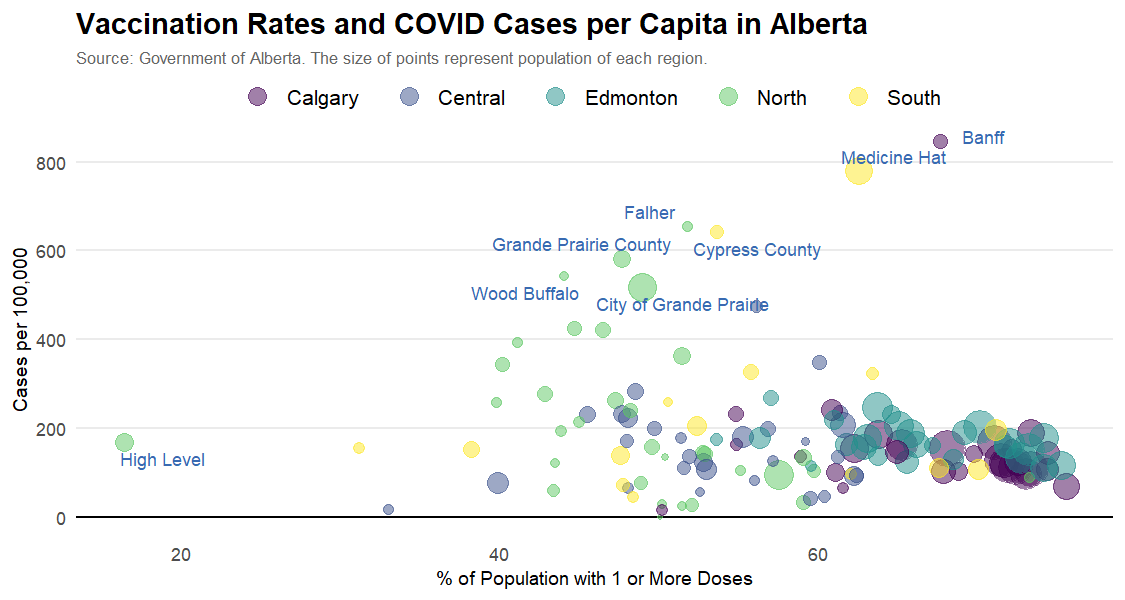 Vaccination Rates and COVID Cases per Capita in Alberta
Source: Government of Alberta. The size of points represent population of each region.
Calgary Central Edmonton North South
Banff
Medicine Hat
Falher
Grande Prairie County
Cypress County
Wood Buffalo
City of Grande Prairie
High Level
800
600
400
200
0
Cases per 100,000
20 40 60
% of Population with 1 or More Doses